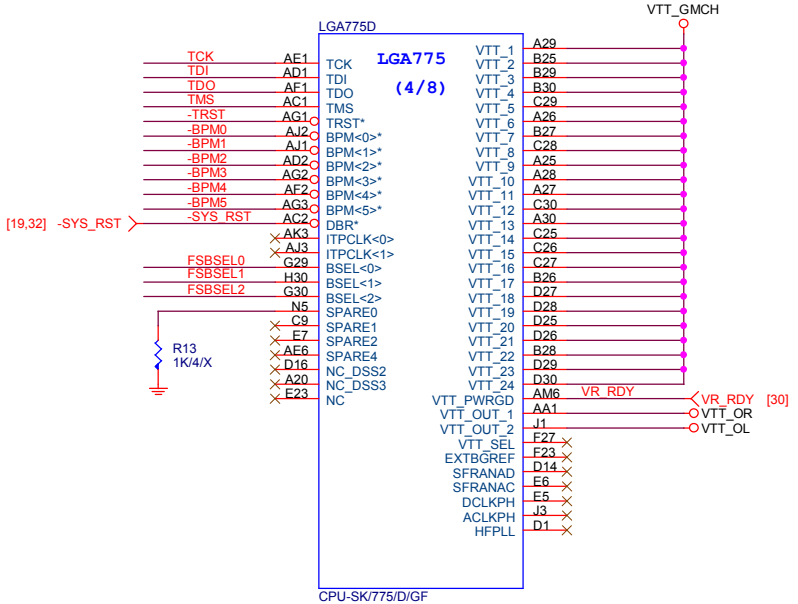 VTT_GMCH
LGA775D
LGA775
(4/8)
TCK AE1 TCK
TDI AD1 TDI
TDO AF1 TDO
TMS AC1 TMS
-TRST AG1 TRST*
-BPM0 AJ2 BPM<0>*
-BPM1 AJ1 BPM<1>*
-BPM2 AD2 BPM<2>*
-BPM3 AG2 BPM<3>*
-BPM4 AF2 BPM<4>*
-BPM5 AG3 BPM<5>*
[19,32] -SYS_RST -SYS_RST AC2 DBR*
AK3 ITPCLK<0>
AJ3 ITPCLK<1>
FSBSEL0 G29 BSEL<0>
FSBSEL1 H30 BSEL<1>
FSBSEL2 G30 BSEL<2>
N5 SPARE0
C9 SPARE1
E7 SPARE2
AE6 SPARE4
D16 NC_DSS2
A20 NC_DSS3
E23 NC
R13
1K/4/X
VTT_1 A29
VTT_2 B25
VTT_3 B29
VTT_4 B30
VTT_5 C29
VTT_6 A26
VTT_7 B27
VTT_8 C28
VTT_9 A25
VTT_10 A28
VTT_11 A27
VTT_12 C30
VTT_13 A30
VTT_14 C25
VTT_15 C26
VTT_16 C27
VTT_17 B26
VTT_18 D27
VTT_19 D28
VTT_20 D25
VTT_21 D26
VTT_22 B28
VTT_23 D29
VTT_24 D30
VTT_PWRGD AM6 VR_RDY VR_RDY [30]
VTT_OUT_1 AA1 VTT_OR
VTT_OUT_2 J1 VTT_OL
VTT_SEL F27
EXTBGREF F23
SFRANAD D14
SFRANAC E6
DCLKPH E5
ACLKPH J3
HFPLL D1
CPU-SK/775/D/GF